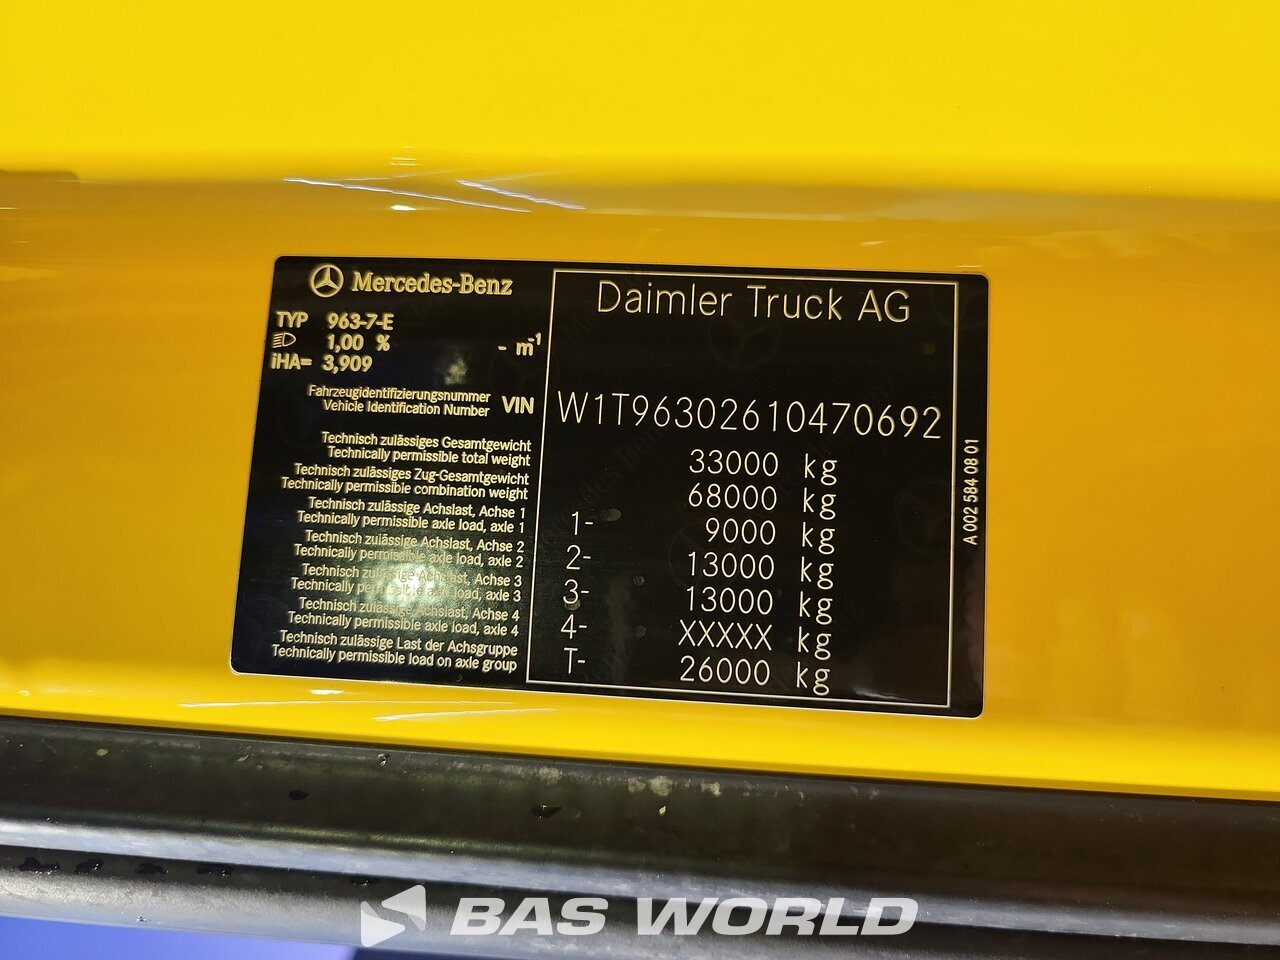 Mercedes-Benz
TYP 963-7-E
1,00 % - m-1
iHA= 3,909
Daimler Truck AG
Fahrzeugidentifizierungsnummer
Vehicle Identification Number VIN W1T96302610470692
Technisch zulässiges Gesamtgewicht
Technically permissible total weight 33000 kg
Technisch zulässiges Zug-Gesamtgewicht
Technically permissible combination weight 68000 kg
Technisch zulässige Achslast, Achse 1
Technically permissible axle load, axle 1 1- 9000 kg
Technisch zulässige Achslast, Achse 2
Technically permissible axle load, axle 2 2- 13000 kg
Technisch zulässige Achslast, Achse 3
Technically permissible axle load, axle 3 3- 13000 kg
Technisch zulässige Achslast, Achse 4
Technically permissible axle load, axle 4 4- XXXXX kg
Technisch zulässige Last der Achsgruppe
Technically permissible load on axle group T- 26000 kg
A 002 584 08 01
BAS WORLD